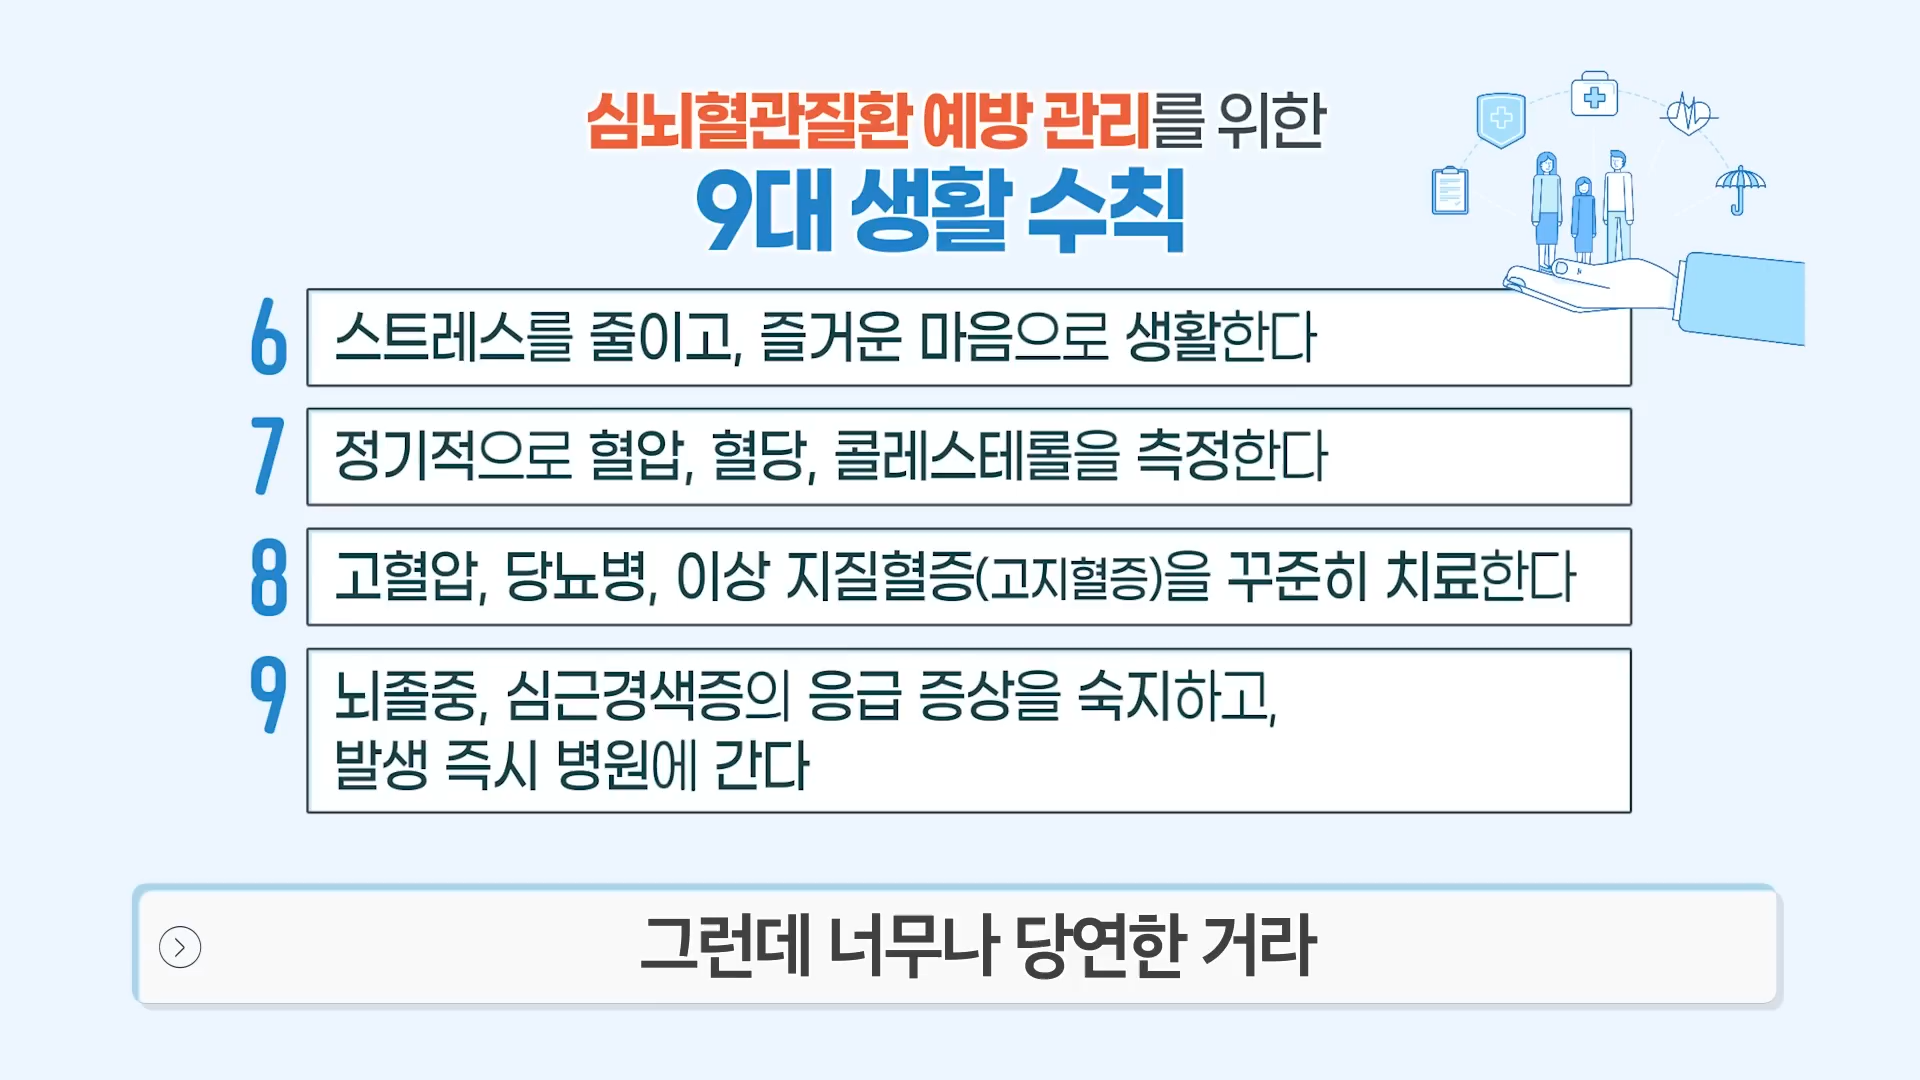 심뇌혈관질환 예방 관리를 위한
9대 생활 수칙
6 스트레스를 줄이고, 즐거운 마음으로 생활한다
7 정기적으로 혈압, 혈당, 콜레스테롤을 측정한다
8 고혈압, 당뇨병, 이상 지질혈증(고지혈증)을 꾸준히 치료한다
9 뇌졸중, 심근경색증의 응급 증상을 숙지하고,
발생 즉시 병원에 간다
그런데 너무나 당연한 거라